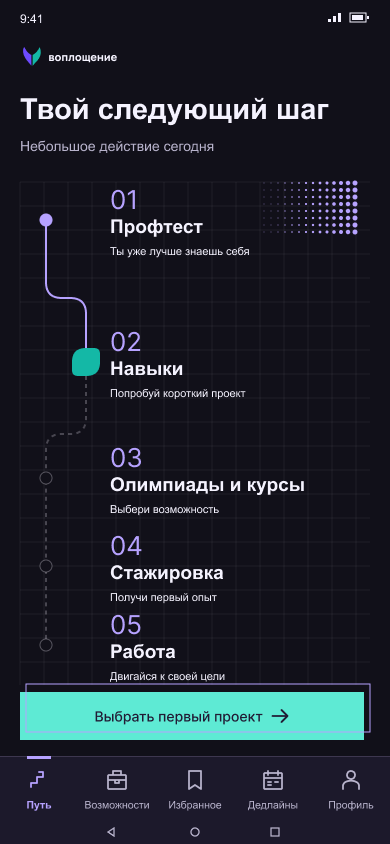 9:41
воплощение
Твой следующий шаг
Небольшое действие сегодня
01
Профтест
Ты уже лучше знаешь себя
02
Навыки
Попробуй короткий проект
03
Олимпиады и курсы
Выбери возможность
04
Стажировка
Получи первый опыт
05
Работа
Двигайся к своей цели
Выбрать первый проект
Путь Возможности Избранное Дедлайны Профиль